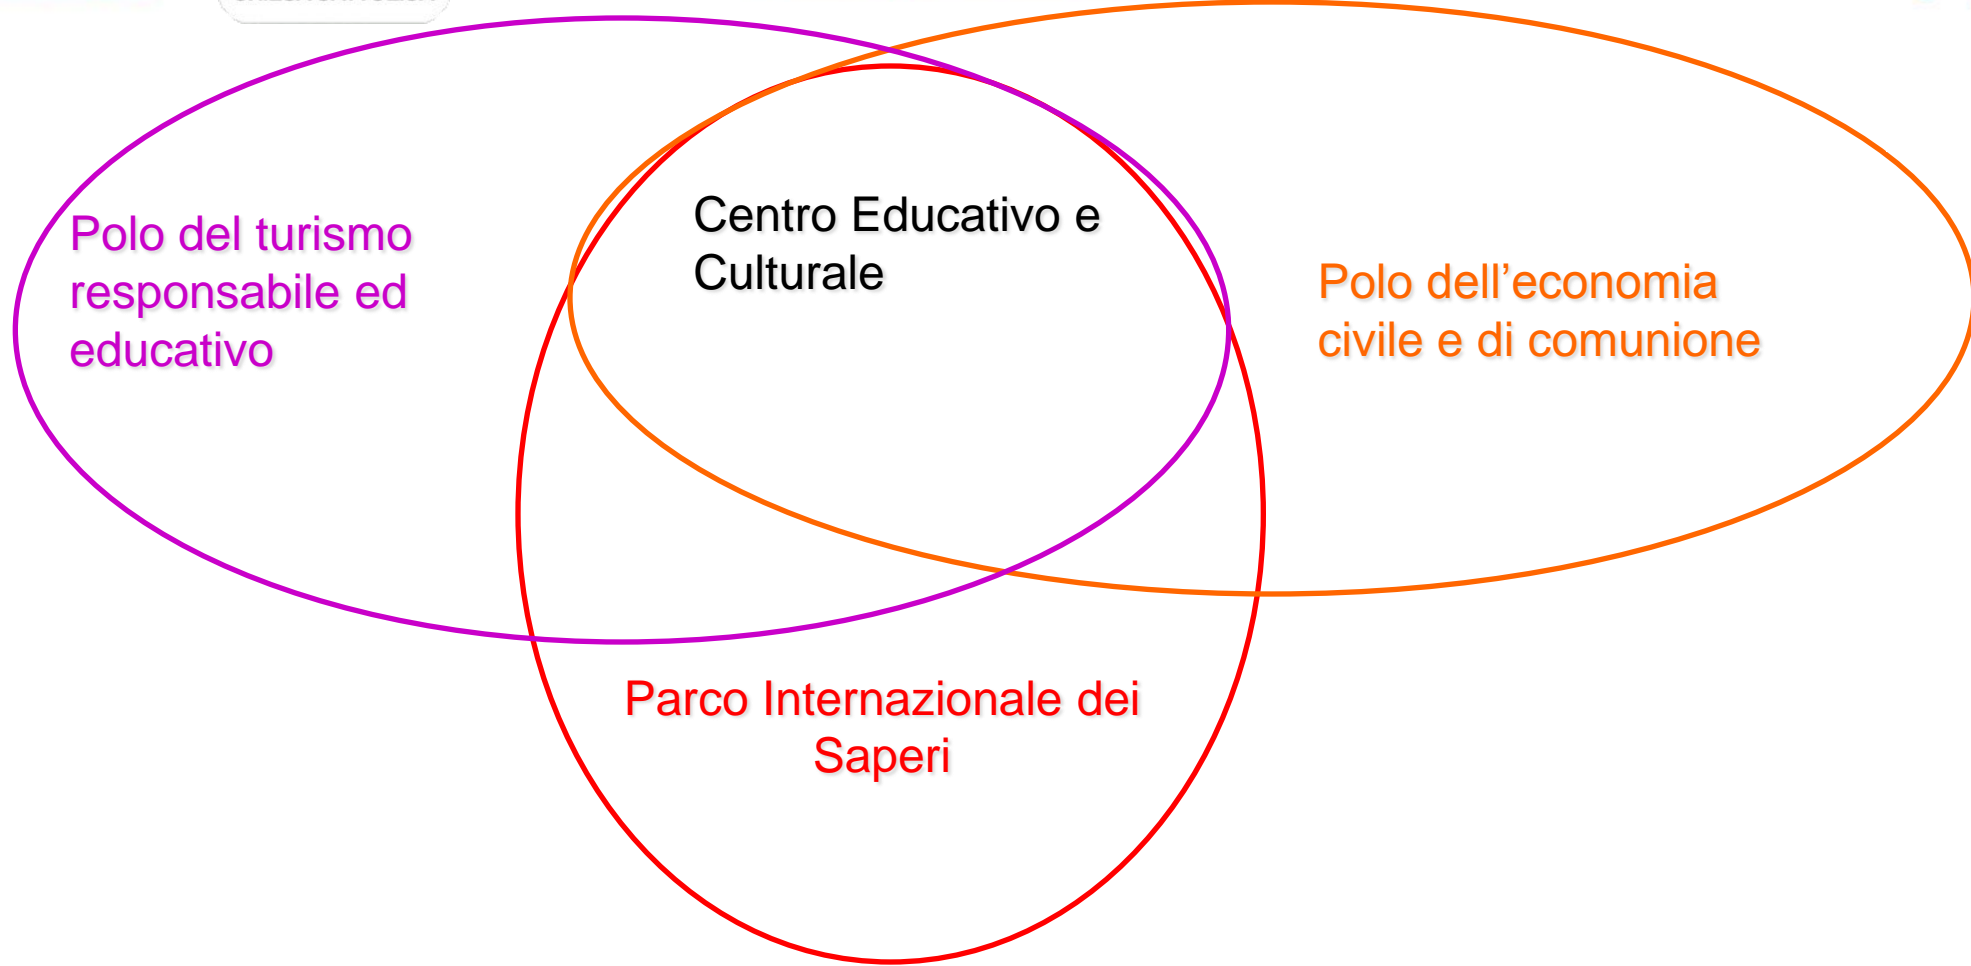 Polo del turismo
responsabile ed
educativo
Centro Educativo e
Culturale
Polo dell’economia
civile e di comunione
Parco Internazionale dei
Saperi